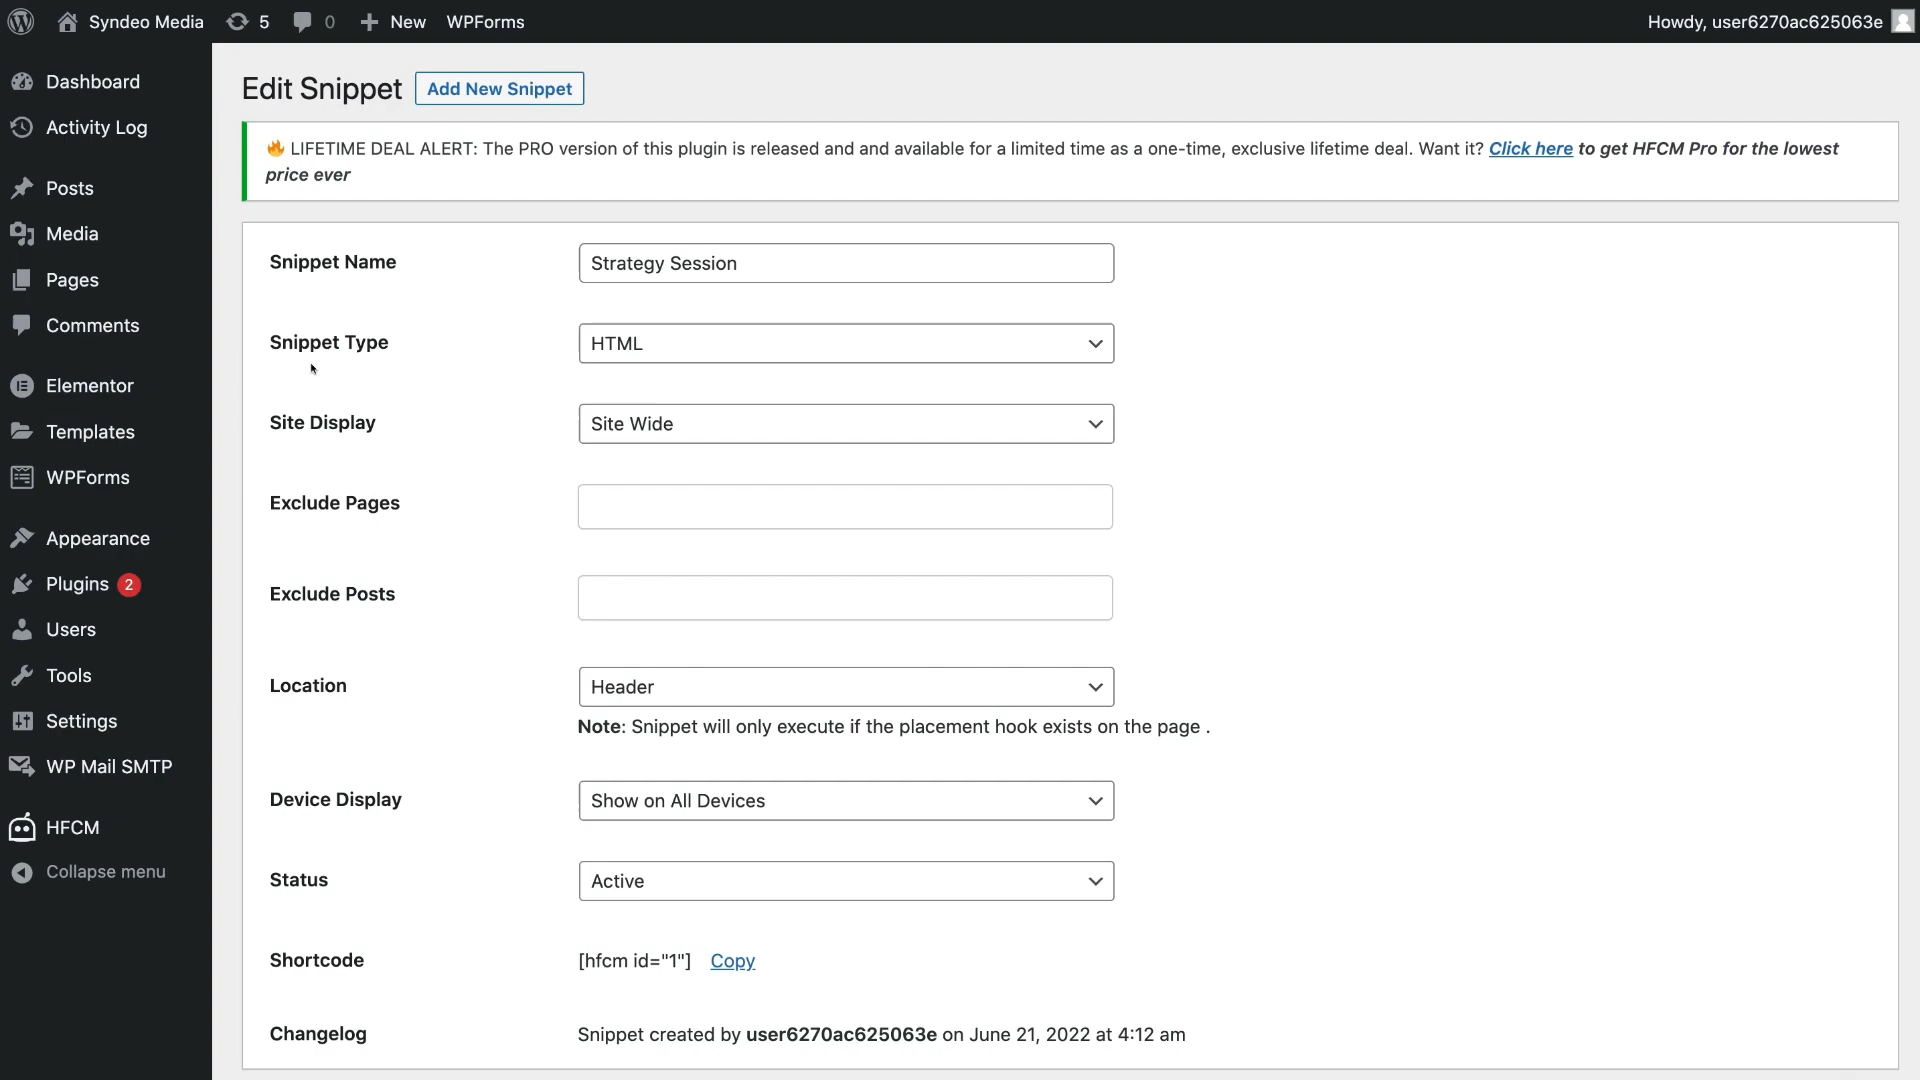 Syndeo Media 5 0 New WPForms Howdy, user6270ac625063e
Dashboard
Activity Log
Posts
Media
Pages
Comments
Elementor
Templates
WPForms
Appearance
Plugins 2
Users
Tools
Settings
WP Mail SMTP
HFCM
Collapse menu
Edit Snippet Add New Snippet
🔥 LIFETIME DEAL ALERT: The PRO version of this plugin is released and and available for a limited time as a one-time, exclusive lifetime deal. Want it? Click here to get HFCM Pro for the lowest
price ever
Snippet Name Strategy Session
Snippet Type HTML
Site Display Site Wide
Exclude Pages
Exclude Posts
Location Header
Note: Snippet will only execute if the placement hook exists on the page .
Device Display Show on All Devices
Status Active
Shortcode [hfcm id="1"] Copy
Changelog Snippet created by user6270ac625063e on June 21, 2022 at 4:12 am